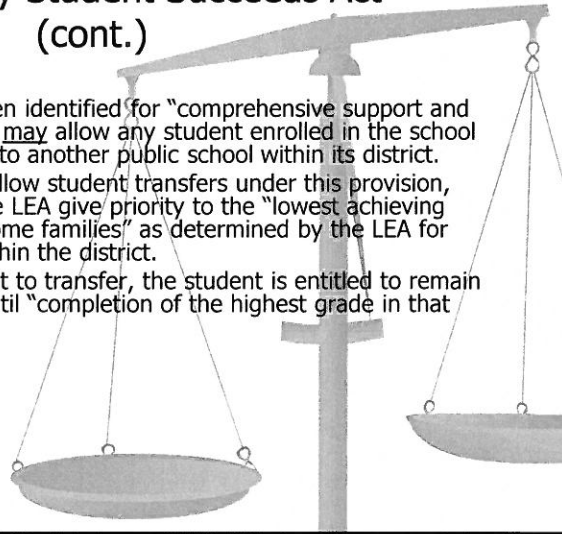 Student Succeeds Act
(cont.)
en identified for “comprehensive support and
may allow any student enrolled in the school
to another public school within its district.
llow student transfers under this provision,
e LEA give priority to the “lowest achieving
ome families” as determined by the LEA for
hin the district.
t to transfer, the student is entitled to remain
til “completion of the highest grade in that